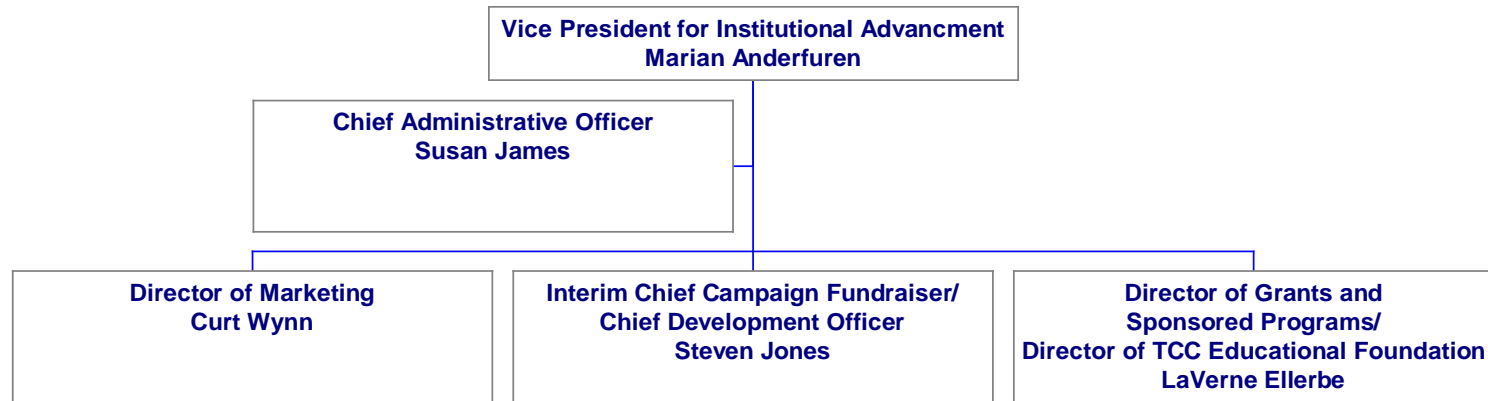 Vice President for Institutional Advancment
Marian Anderfuren
Chief Administrative Officer
Susan James
Director of Marketing
Curt Wynn
Interim Chief Campaign Fundraiser/
Chief Development Officer
Steven Jones
Director of Grants and
Sponsored Programs/
Director of TCC Educational Foundation
LaVerne Ellerbe